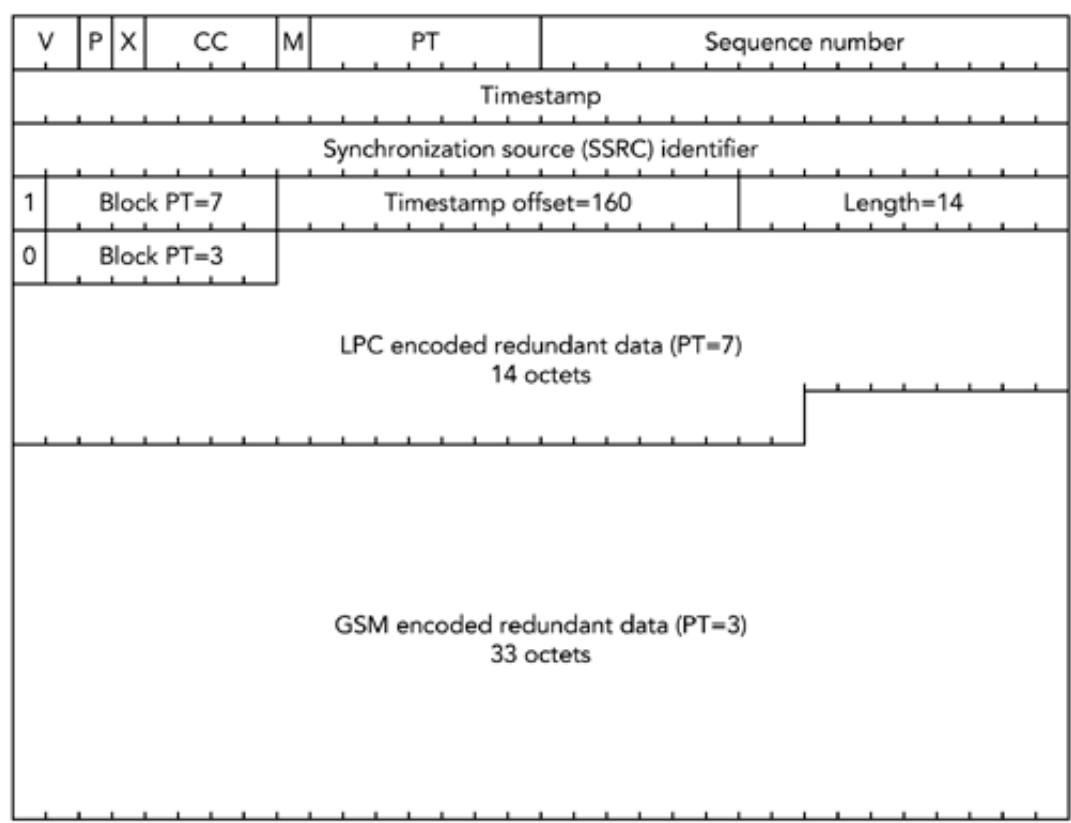 V P X CC M PT Sequence number
Timestamp
Synchronization source (SSRC) identifier
1 Block PT=7 Timestamp offset=160 Length=14
0 Block PT=3
LPC encoded redundant data (PT=7)
14 octets
GSM encoded redundant data (PT=3)
33 octets